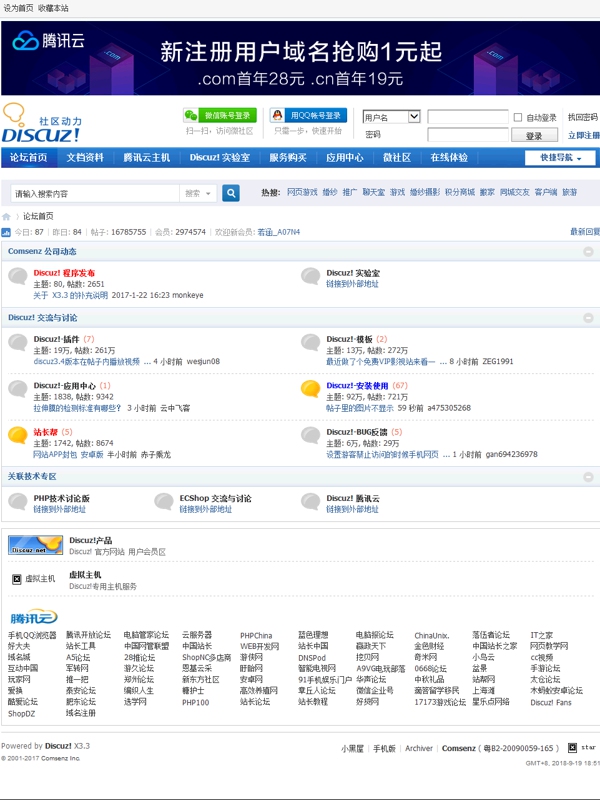 设为首页 收藏本站
腾讯云
新注册用户域名抢购1元起
.com首年28元 .cn首年19元
社区动力
DISCUZ!
微信账号登录
扫一扫，访问微社区
用QQ帐号登录
只需一步，快速开始
用户名
自动登录
找回密码
密码
登录
立即注册
论坛首页 文档资料 腾讯云主机 Discuz! 实验室 服务购买 应用中心 微社区 在线体验 快捷导航
请输入搜索内容 搜索
热搜: 网页游戏 婚纱 推广 聊天室 游戏 婚纱摄影 积分商城 搬家 同城交友 客户端 旅游
论坛首页
今日: 87 | 昨日: 84 | 帖子: 16785755 | 会员: 2974574 | 欢迎新会员: 若函_A07N4 最新回复
Comsenz 公司动态
Discuz! 程序发布
主题: 80, 帖数: 2651
关于 X3.3 的补充说明 2017-1-22 16:23 monkeye
Discuz! 实验室
链接到外部地址
Discuz! 交流与讨论
Discuz!-插件 (7)
主题: 19万, 帖数: 261万
discuz3.4版本在帖子内播放视频 ... 4 小时前 wesjun08
Discuz!-模板 (2)
主题: 13万, 帖数: 272万
最近做了个免费VIP影视站来看一 ... 8 小时前 ZEG1991
Discuz!-应用中心 (1)
主题: 1838, 帖数: 9342
拉伸膜的检测标准有哪些？ 3 小时前 云中飞客
Discuz!-安装使用 (67)
主题: 92万, 帖数: 721万
帖子里的图片不显示 59 秒前 a475305268
站长帮 (5)
主题: 1742, 帖数: 8674
网站APP封包 安卓版 半小时前 赤子乘龙
Discuz!-BUG反馈 (5)
主题: 6万, 帖数: 29万
设置游客禁止访问的时候手机网页 ... 1 小时前 gan694236978
关联技术专区
PHP技术讨论版
链接到外部地址
ECShop 交流与讨论
链接到外部地址
Discuz! 腾讯云
链接到外部地址
Discuz!.net
Discuz!产品
Discuz! 官方网站 用户会员区
虚拟主机
虚拟主机
Discuz!专用主机服务
腾讯云
手机QQ浏览器 腾讯开放论坛 电脑管家论坛 云服务器 PHPChina 蓝色理想 电脑报论坛 ChinaUnix. 落伍者论坛 IT之家
好大夫 站长工具 中国网管联盟 中国站长 WEB开发网 站长中国 赢政天下 金色财经 中国站长之家 网页教学网
域名城 A5论坛 28推论坛 ShopNC多店商 游侠网 DNSPod 挖贝网 奇米网 小鸟云 cc视频
互动中国 军转网 游久论坛 恩基云采 盱眙网 智能电视网 A9VG电玩部落 0668论坛 盆景 手游论坛
玩家网 推一把 郑州论坛 新东方社区 安卓网 91手机娱乐门户 华声论坛 中秋礼品 站帮网 太仓论坛
爱换 泰安论坛 编织人生 糖护士 高效养殖网 章丘人论坛 微信企业号 滴答留学移民 上海滩 木蚂蚁安卓论坛
酷爱论坛 肥东论坛 选学网 PHP100 站长论坛 站长教程 好药网 17173游戏论坛 星乐点网络 Discuz! Fans
ShopDZ 域名注册
Powered by Discuz! X3.3
© 2001-2017 Comsenz Inc.
小黑屋 | 手机版 | Archiver | Comsenz ( 粤B2-20090059-165 ) | star
GMT+8, 2018-9-19 18:51